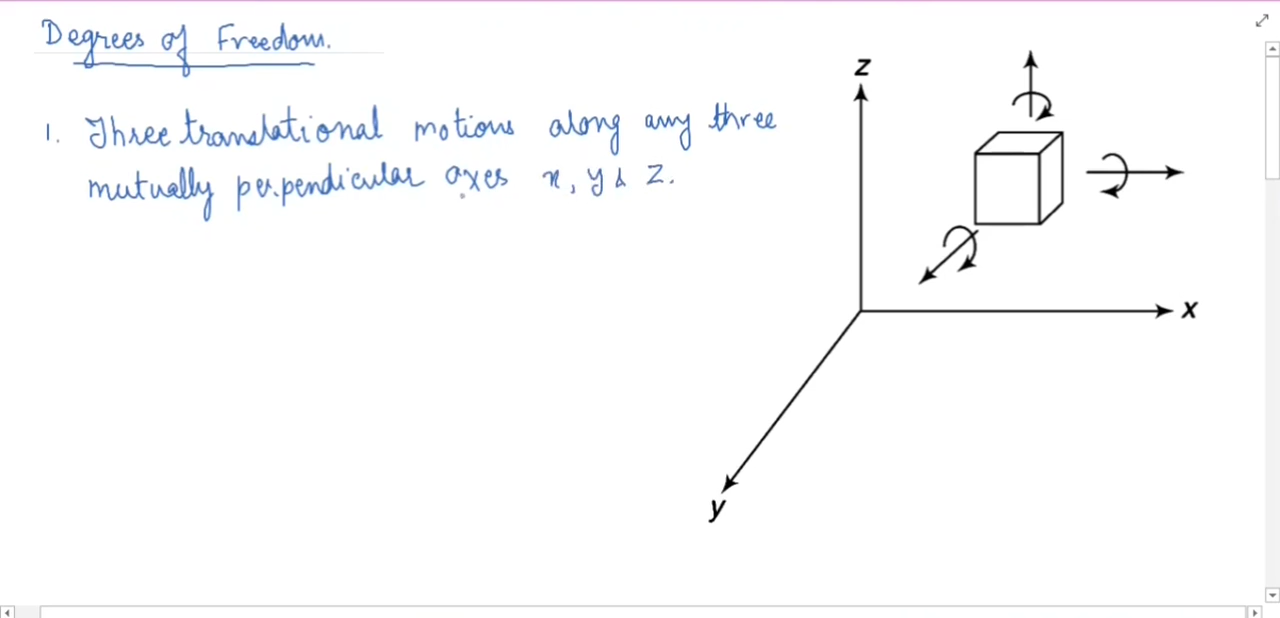 Degrees of Freedom.
1. Three translational motions along any three
mutually perpendicular axes x, y & z.
z
x
y